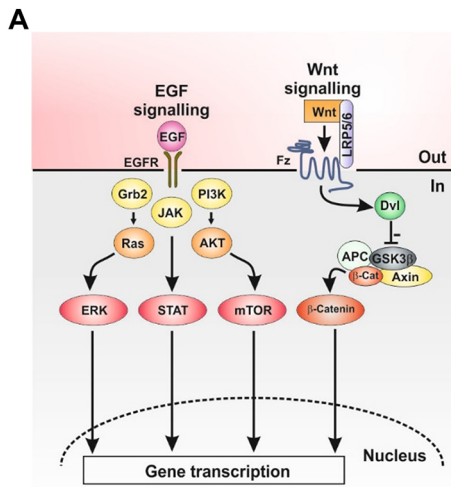 A
EGF
signalling
Wnt
signalling
EGF
Wnt
LRP5/6
EGFR
Fz
Out
In
Grb2
JAK
PI3K
Dvl
Ras
AKT
APC
GSK3β
β-Cat
Axin
ERK
STAT
mTOR
β-Catenin
Nucleus
Gene transcription